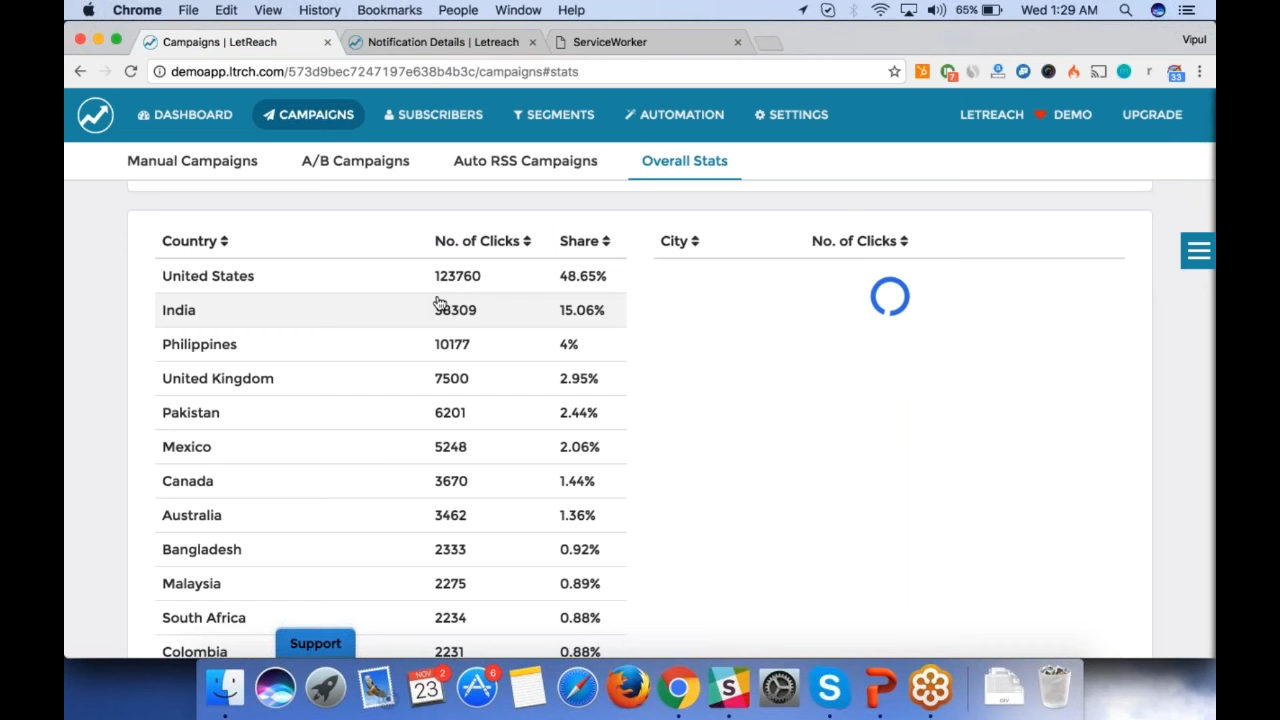 Chrome File Edit View History Bookmarks People Window Help 65% Wed 1:29 AM
Campaigns | LetReach Notification Details | Letreach ServiceWorker Vipul
demoapp.ltrch.com/573d9bec7247197e638b4b3c/campaigns#stats 7 r 33
DASHBOARD CAMPAIGNS SUBSCRIBERS SEGMENTS AUTOMATION SETTINGS LETREACH DEMO UPGRADE
Manual Campaigns A/B Campaigns Auto RSS Campaigns Overall Stats
Country No. of Clicks Share City No. of Clicks
United States 123760 48.65%
India 38309 15.06%
Philippines 10177 4%
United Kingdom 7500 2.95%
Pakistan 6201 2.44%
Mexico 5248 2.06%
Canada 3670 1.44%
Australia 3462 1.36%
Bangladesh 2333 0.92%
Malaysia 2275 0.89%
South Africa 2234 0.88%
Colombia 2231 0.88%
Support
NOV 2 6
23